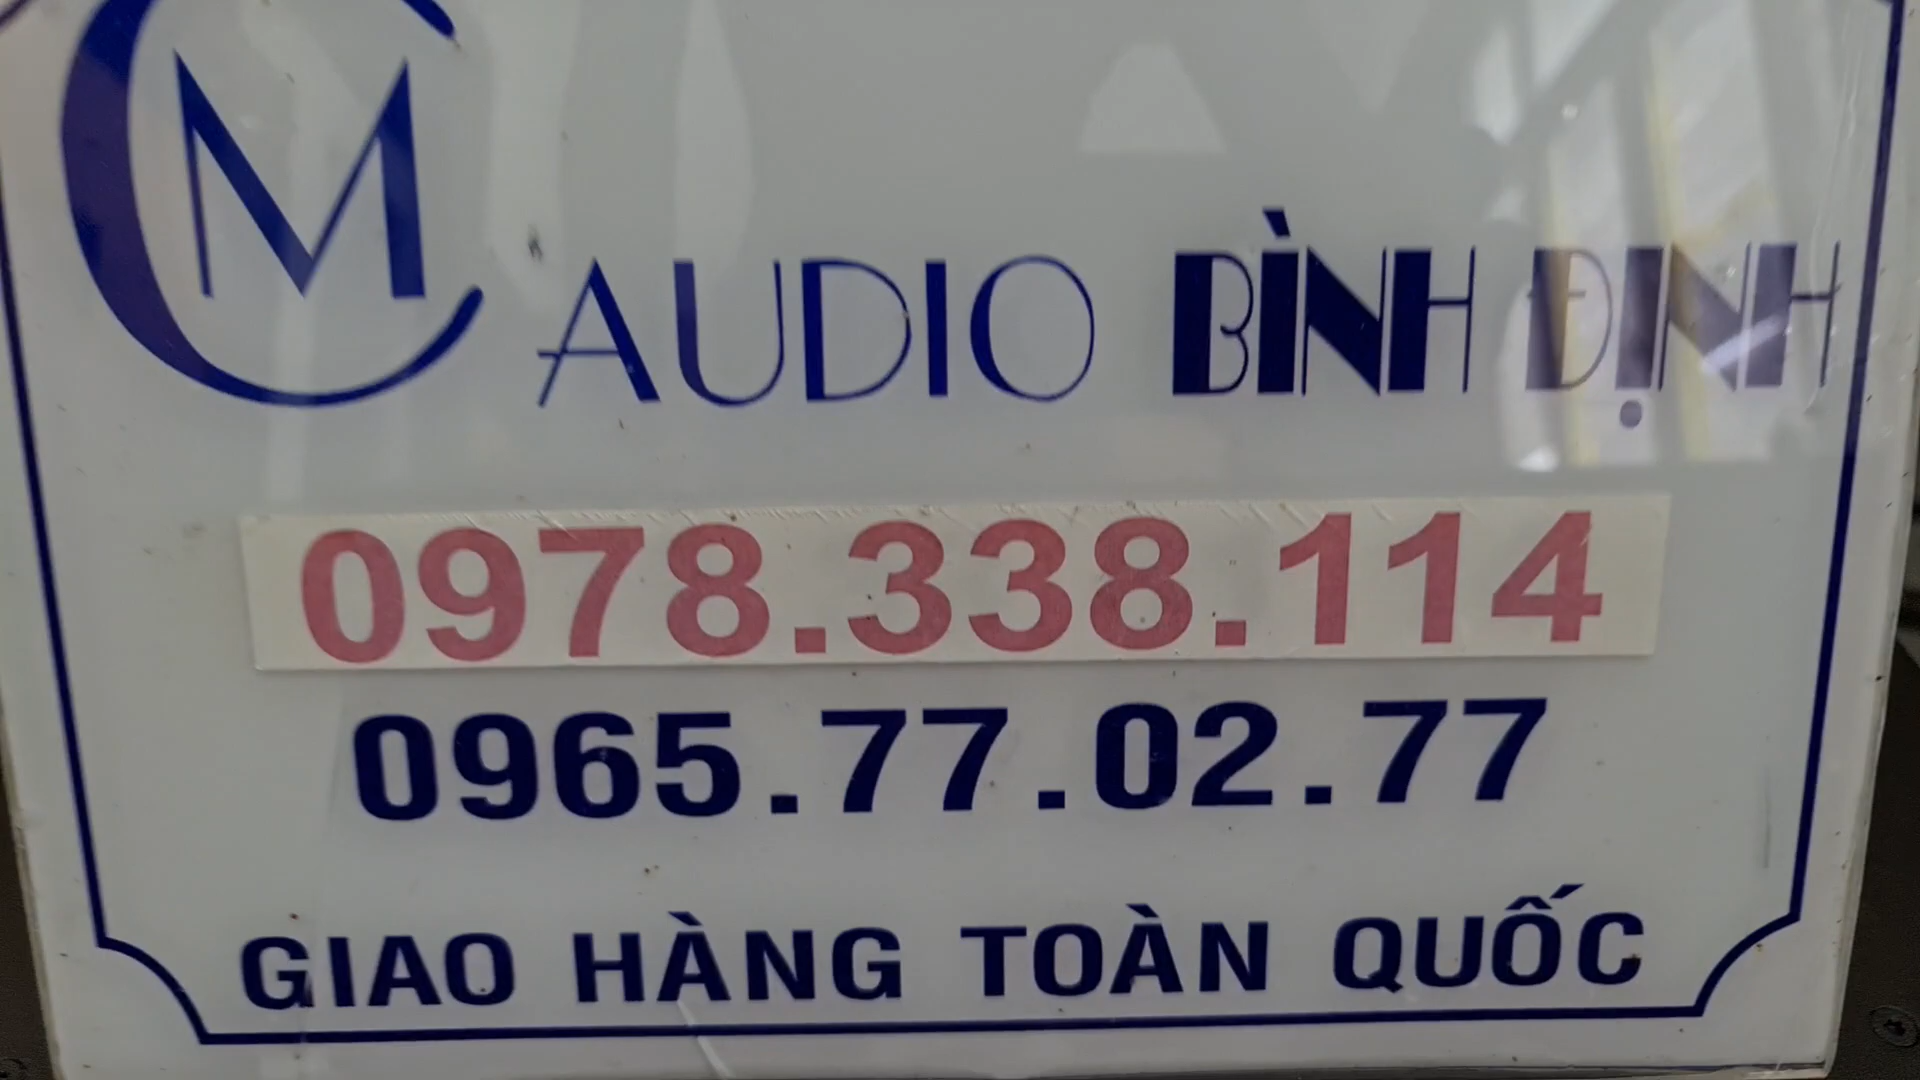 CM AUDIO BÌNH ĐỊNH
0978.338.114
0965.77.02.77
GIAO HÀNG TOÀN QUỐC